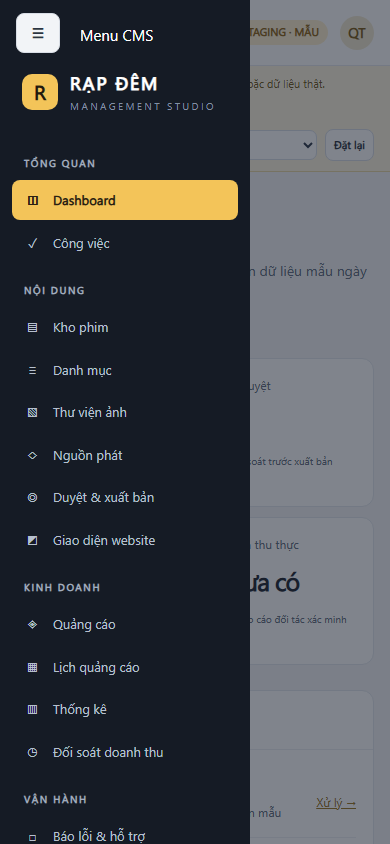 Menu CMS
TAGING · MẪU
QT
R
RẠP ĐÊM
MANAGEMENT STUDIO
hoặc dữ liệu thật.
Đặt lại
TỔNG QUAN
Dashboard
Công việc
dữ liệu mẫu ngày
NỘI DUNG
Kho phim
Danh mục
uyệt
Thư viện ảnh
Nguồn phát
soát trước xuất bản
Duyệt & xuất bản
Giao diện website
thu thực
KINH DOANH
ưa có
Quảng cáo
cáo đối tác xác minh
Lịch quảng cáo
Thống kê
Đối soát doanh thu
VẬN HÀNH
Xử lý →
mẫu
Báo lỗi & hỗ trợ